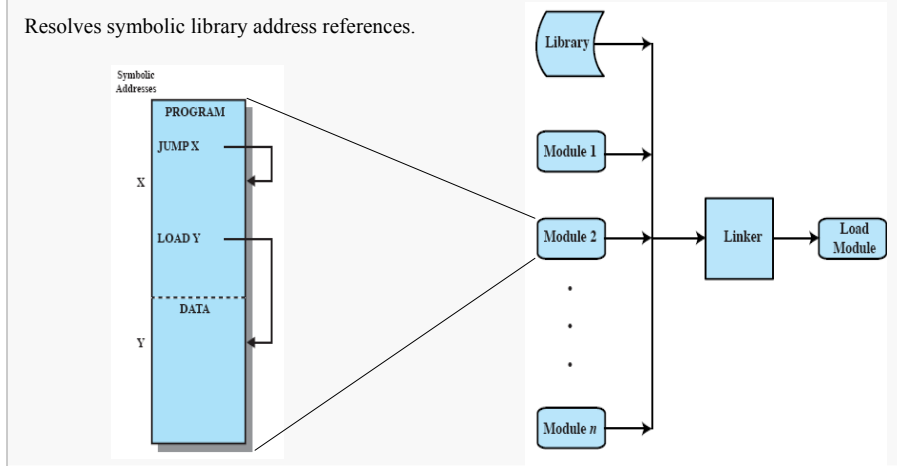 Resolves symbolic library address references.
Symbolic
Addresses
PROGRAM
JUMP X
X
LOAD Y
DATA
Y
Library
Module 1
Module 2
Module n
Linker
Load
Module